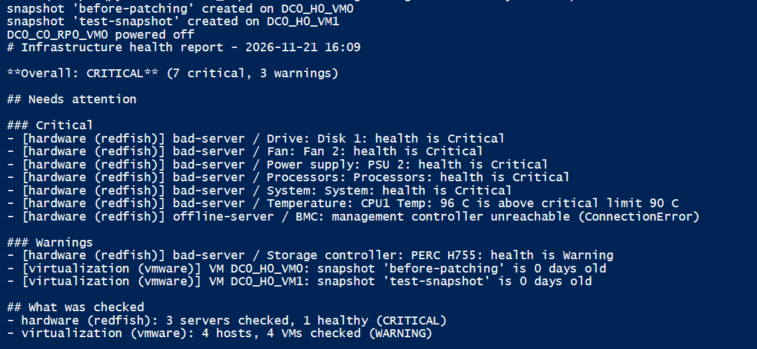 snapshot 'before-patching' created on DC0_H0_VM0
snapshot 'test-snapshot' created on DC0_H0_VM1
DC0_C0_RP0_VM0 powered off
# Infrastructure health report - 2026-11-21 16:09
**Overall: CRITICAL** (7 critical, 3 warnings)
## Needs attention
### Critical
- [hardware (redfish)] bad-server / Drive: Disk 1: health is Critical
- [hardware (redfish)] bad-server / Fan: Fan 2: health is Critical
- [hardware (redfish)] bad-server / Power supply: PSU 2: health is Critical
- [hardware (redfish)] bad-server / Processors: Processors: health is Critical
- [hardware (redfish)] bad-server / System: System: health is Critical
- [hardware (redfish)] bad-server / Temperature: CPU1 Temp: 96 C is above critical limit 90 C
- [hardware (redfish)] offline-server / BMC: management controller unreachable (ConnectionError)
### Warnings
- [hardware (redfish)] bad-server / Storage controller: PERC H755: health is Warning
- [virtualization (vmware)] VM DC0_H0_VM0: snapshot 'before-patching' is 0 days old
- [virtualization (vmware)] VM DC0_H0_VM1: snapshot 'test-snapshot' is 0 days old
## What was checked
- hardware (redfish): 3 servers checked, 1 healthy (CRITICAL)
- virtualization (vmware): 4 hosts, 4 VMs checked (WARNING)